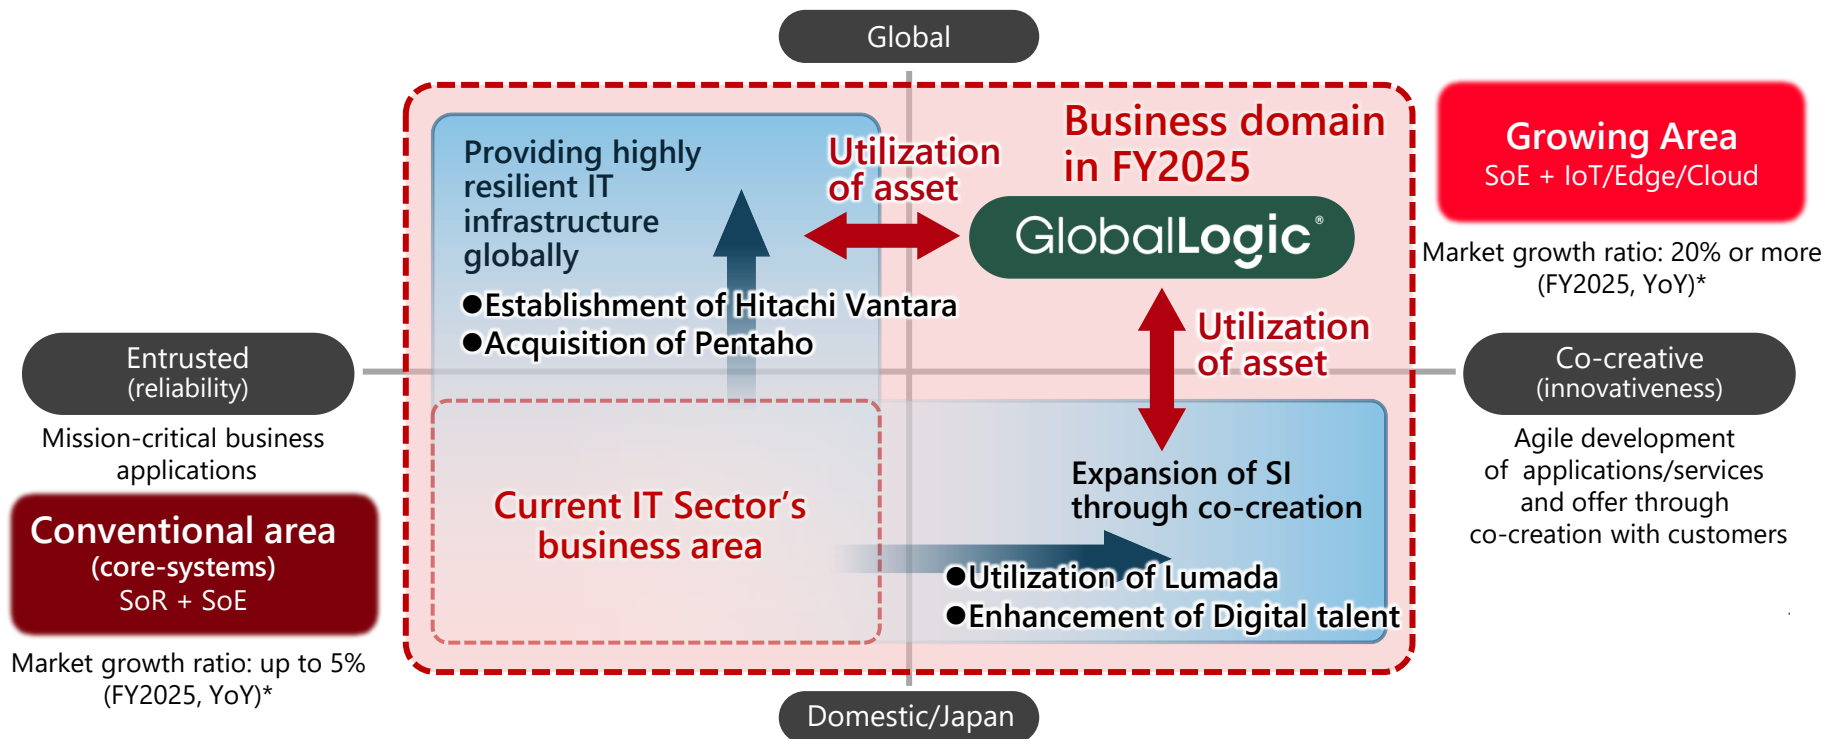 Global
Business domain
in FY2025
Providing highly
resilient IT
infrastructure
globally
Utilization
of asset
GlobalLogic®
●Establishment of Hitachi Vantara
●Acquisition of Pentaho
Utilization
of asset
Growing Area
SoE + IoT/Edge/Cloud
Market growth ratio: 20% or more
(FY2025, YoY)*
Entrusted
(reliability)
Mission-critical business
applications
Co-creative
(innovativeness)
Agile development
of applications/services
and offer through
co-creation with customers
Conventional area
(core-systems)
SoR + SoE
Market growth ratio: up to 5%
(FY2025, YoY)*
Current IT Sector’s
business area
Expansion of SI
through co-creation
●Utilization of Lumada
●Enhancement of Digital talent
Domestic/Japan